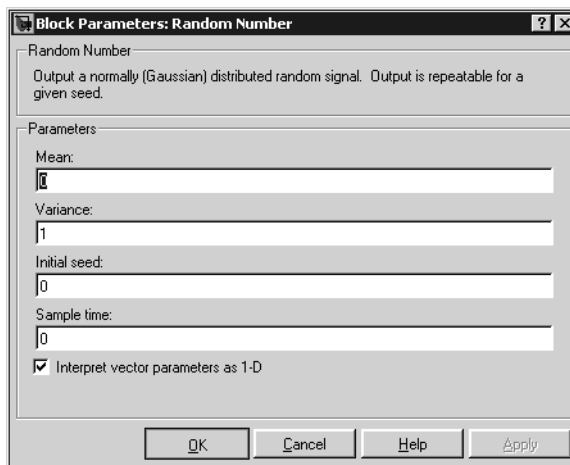 Block Parameters: Random Number
Random Number
Output a normally (Gaussian) distributed random signal. Output is repeatable for a
given seed.
Parameters
Mean:
0
Variance:
1
Initial seed:
0
Sample time:
0
Interpret vector parameters as 1-D
OK Cancel Help Apply